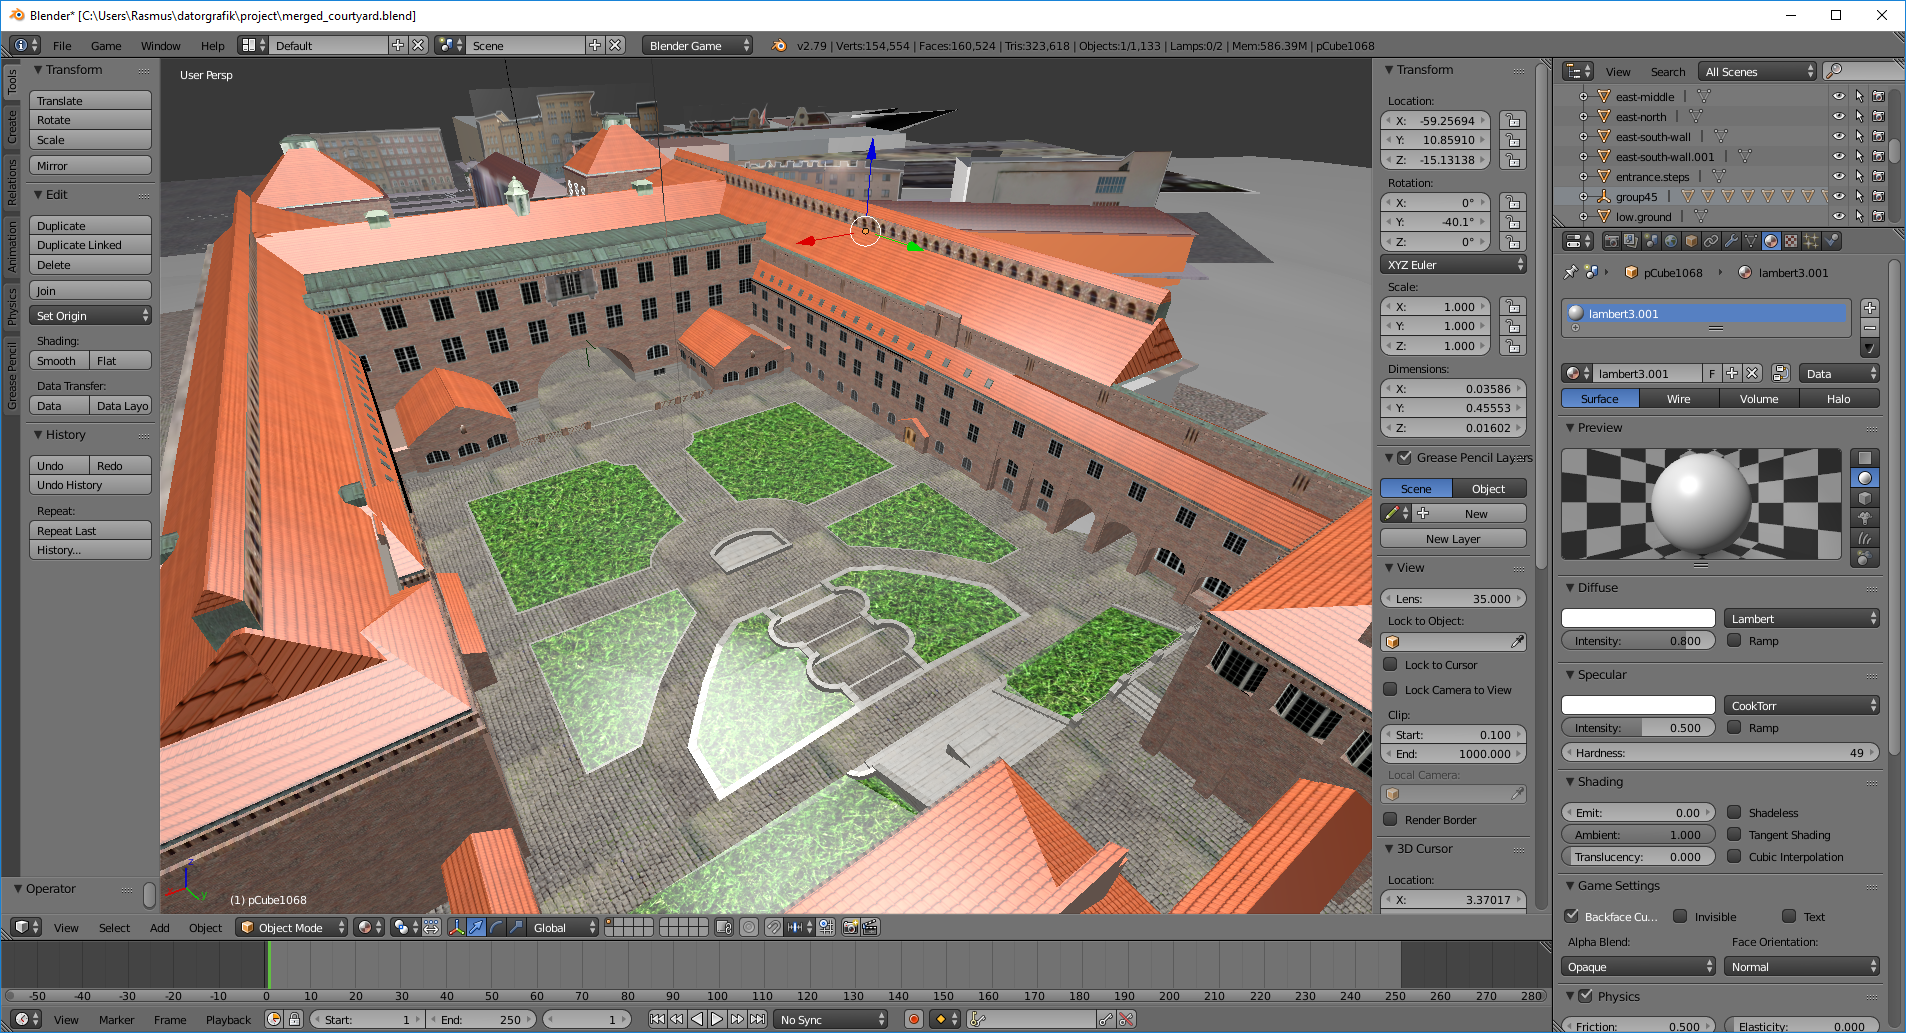 Blender* [C:\Users\Rasmus\datorgrafik\project\merged_courtyard.blend]
File Game Window Help Default Scene Blender Game v2.79 | Verts:154,554 | Faces:160,524 | Tris:323,618 | Objects:1/1,133 | Lamps:0/2 | Mem:586.39M | pCube1068
Tools
Create
Relations
Animation
Physics
Grease Pencil
Transform
Translate
Rotate
Scale
Mirror
Edit
Duplicate
Duplicate Linked
Delete
Join
Set Origin
Shading:
Smooth Flat
Data Transfer:
Data Data Layo
History
Undo Redo
Undo History
Repeat:
Repeat Last
History...
Operator
User Persp
z
y
(1) pCube1068
Transform
Location:
X: -59.25694
Y: 10.85910
Z: -15.13138
Rotation:
X: 0°
Y: -40.1°
Z: 0°
XYZ Euler
Scale:
X: 1.000
Y: 1.000
Z: 1.000
Dimensions:
X: 0.03586
Y: 0.45553
Z: 0.01602
Grease Pencil Layers
Scene Object
New
New Layer
View
Lens: 35.000
Lock to Object:
Lock to Cursor
Lock Camera to View
Clip:
Start: 0.100
End: 1000.000
Local Camera:
Render Border
3D Cursor
Location:
X: 3.37017
View Search All Scenes
east-middle
east-north
east-south-wall
east-south-wall.001
entrance.steps
group45
low.ground
pCube1068 lambert3.001
lambert3.001
lambert3.001 F Data
Surface Wire Volume Halo
Preview
Diffuse
Lambert
Intensity: 0.800 Ramp
Specular
CookTorr
Intensity: 0.500 Ramp
Hardness: 49
Shading
Emit: 0.00 Shadeless
Ambient: 1.000 Tangent Shading
Translucency: 0.000 Cubic Interpolation
Game Settings
Backface Cu... Invisible Text
Alpha Blend: Face Orientation:
Opaque Normal
Physics
Friction: 0.500 Elasticity: 0.000
View Select Add Object Object Mode Global
-50 -40 -30 -20 -10 0 10 20 30 40 50 60 70 80 90 100 110 120 130 140 150 160 170 180 190 200 210 220 230 240 250 260 270 280
View Marker Frame Playback Start: 1 End: 250 1 No Sync